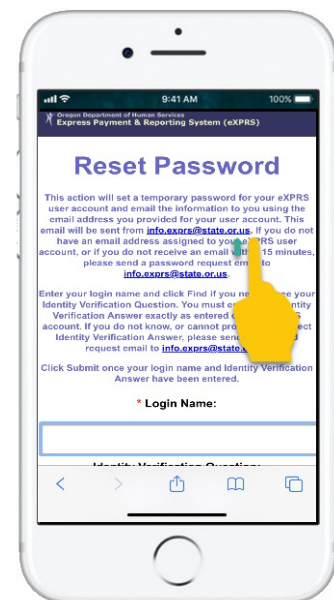 9:41 AM
100%
Oregon Department of Human Services
Express Payment & Reporting System (eXPRS)
Reset Password
This action will set a temporary password for your eXPRS
user account and email the information to you using the
email address you provided for your user account. This
email will be sent from info.exprs@state.or.us. If you do not
have an email address assigned to your eXPRS user
account, or if you do not receive an email 15 minutes,
please send a password request email to
info.exprs@state.or.us.
Enter your login name and click Find if you your
Identity Verification Question. You must
Verification Answer exactly as entered
account. If you do not know, or cannot
Identity Verification Answer, please
request email to info.exprs@state.
Click Submit once your login name and Identity Verification
Answer have been entered.
* Login Name:
Identity Verification Question: